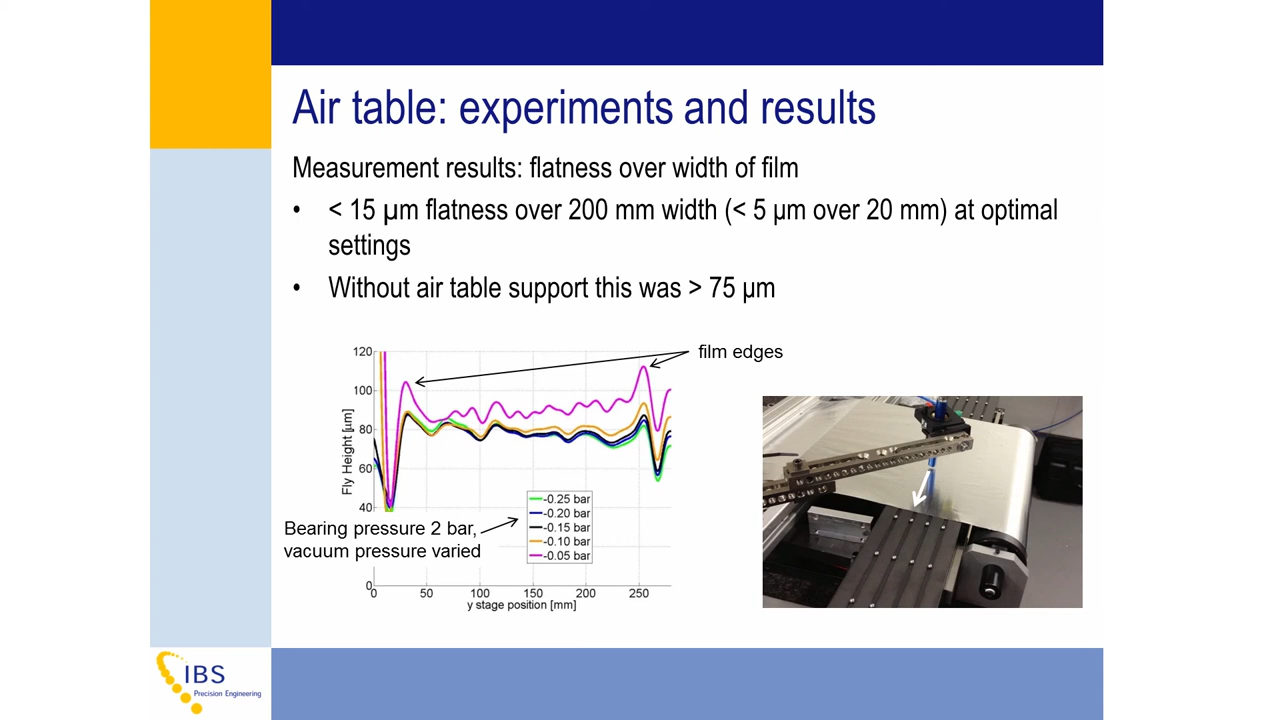 Air table: experiments and results
Measurement results: flatness over width of film
• < 15 µm flatness over 200 mm width (< 5 µm over 20 mm) at optimal
settings
• Without air table support this was > 75 µm
film edges
120
100
80
60
40
0
Fly Height [µm]
0 50 100 150 200 250
y stage position [mm]
-0.25 bar
-0.20 bar
-0.15 bar
-0.10 bar
-0.05 bar
Bearing pressure 2 bar,
vacuum pressure varied
IBS
Precision Engineering